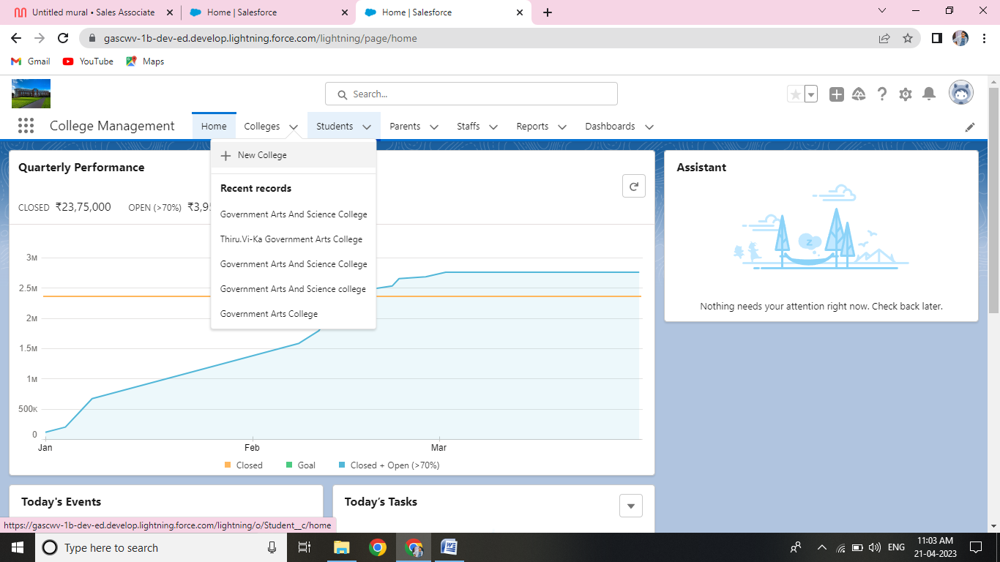 Untitled mural • Sales Associate
Home | Salesforce
Home | Salesforce
gascwv-1b-dev-ed.develop.lightning.force.com/lightning/page/home
Gmail
YouTube
Maps
Search...
College Management
Home
Colleges
Students
Parents
Staffs
Reports
Dashboards
New College
Recent records
Government Arts And Science College
Thiru.Vi-Ka Government Arts College
Government Arts And Science College
Government Arts And Science college
Government Arts College
Quarterly Performance
CLOSED ₹23,75,000 OPEN (>70%)
3M
2.5M
2M
1.5M
1M
500K
0
Jan Feb Mar
Closed Goal Closed + Open (>70%)
Assistant
z
Nothing needs your attention right now. Check back later.
Today's Events
Today's Tasks
https://gascwv-1b-dev-ed.develop.lightning.force.com/lightning/o/Student__c/home
Type here to search
ENG
11:03 AM
21-04-2023